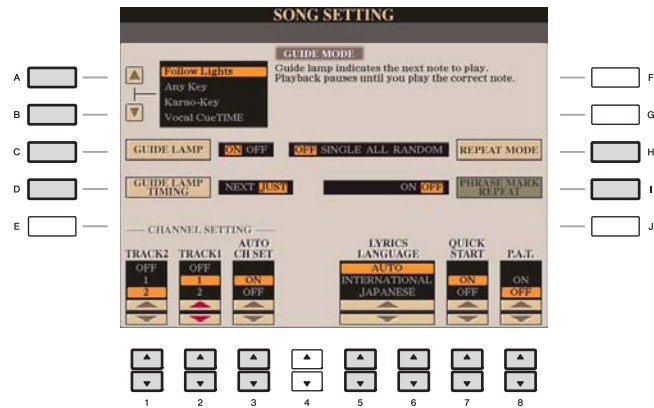 SONG SETTING
GUIDE MODE
Follow Lights
Any Key
Karao-Key
Vocal CueTIME
Guide lamp indicates the next note to play.
Playback pauses until you play the correct note.
A
B
C
D
E
F
G
H
I
J
GUIDE LAMP ON OFF OFF SINGLE ALL RANDOM REPEAT MODE
GUIDE LAMP
TIMING
NEXT JUST ON OFF
PHRASE MARK
REPEAT
CHANNEL SETTING
TRACK2
OFF
1
2
TRACK1
OFF
1
2
AUTO
CH SET
ON
OFF
LYRICS
LANGUAGE
AUTO
INTERNATIONAL
JAPANESE
QUICK
START
ON
OFF
P.A.T.
ON
OFF
1 2 3 4 5 6 7 8